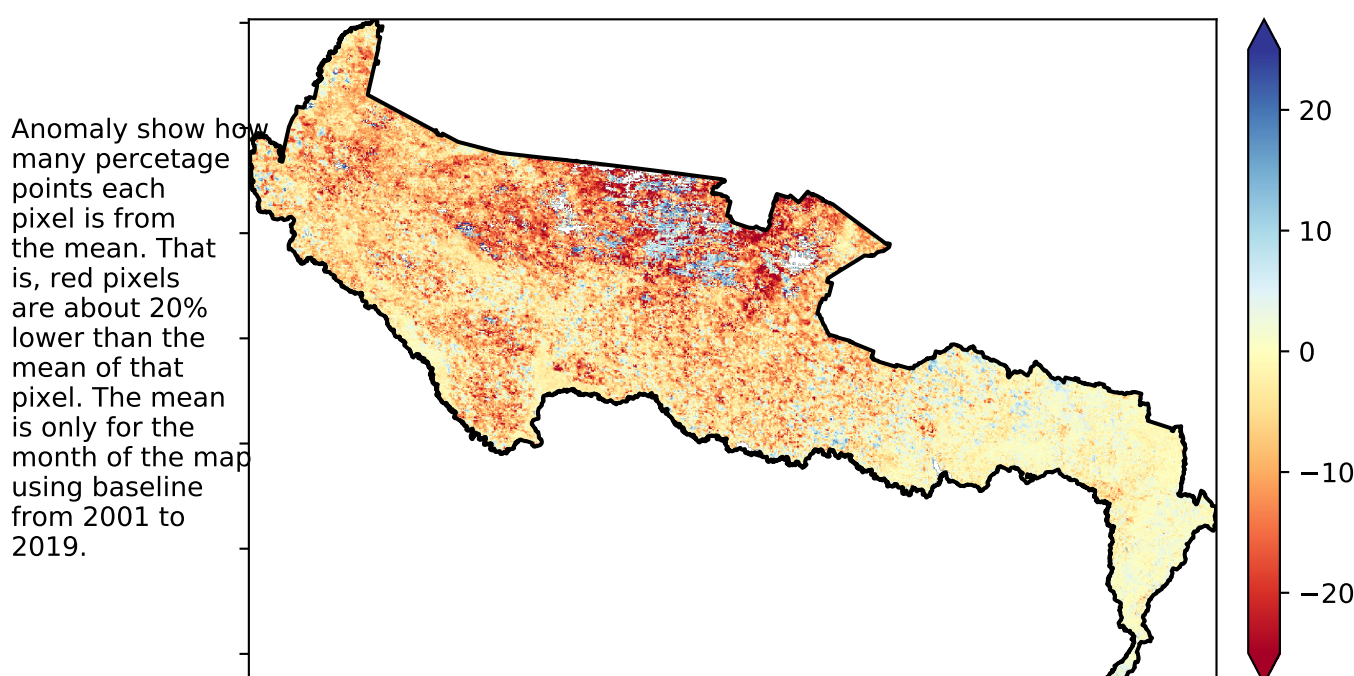 Anomaly show how
many percetage
points each
pixel is from
the mean. That
is, red pixels
are about 20%
lower than the
mean of that
pixel. The mean
is only for the
month of the map
using baseline
from 2001 to
2019.
20
10
0
−10
−20